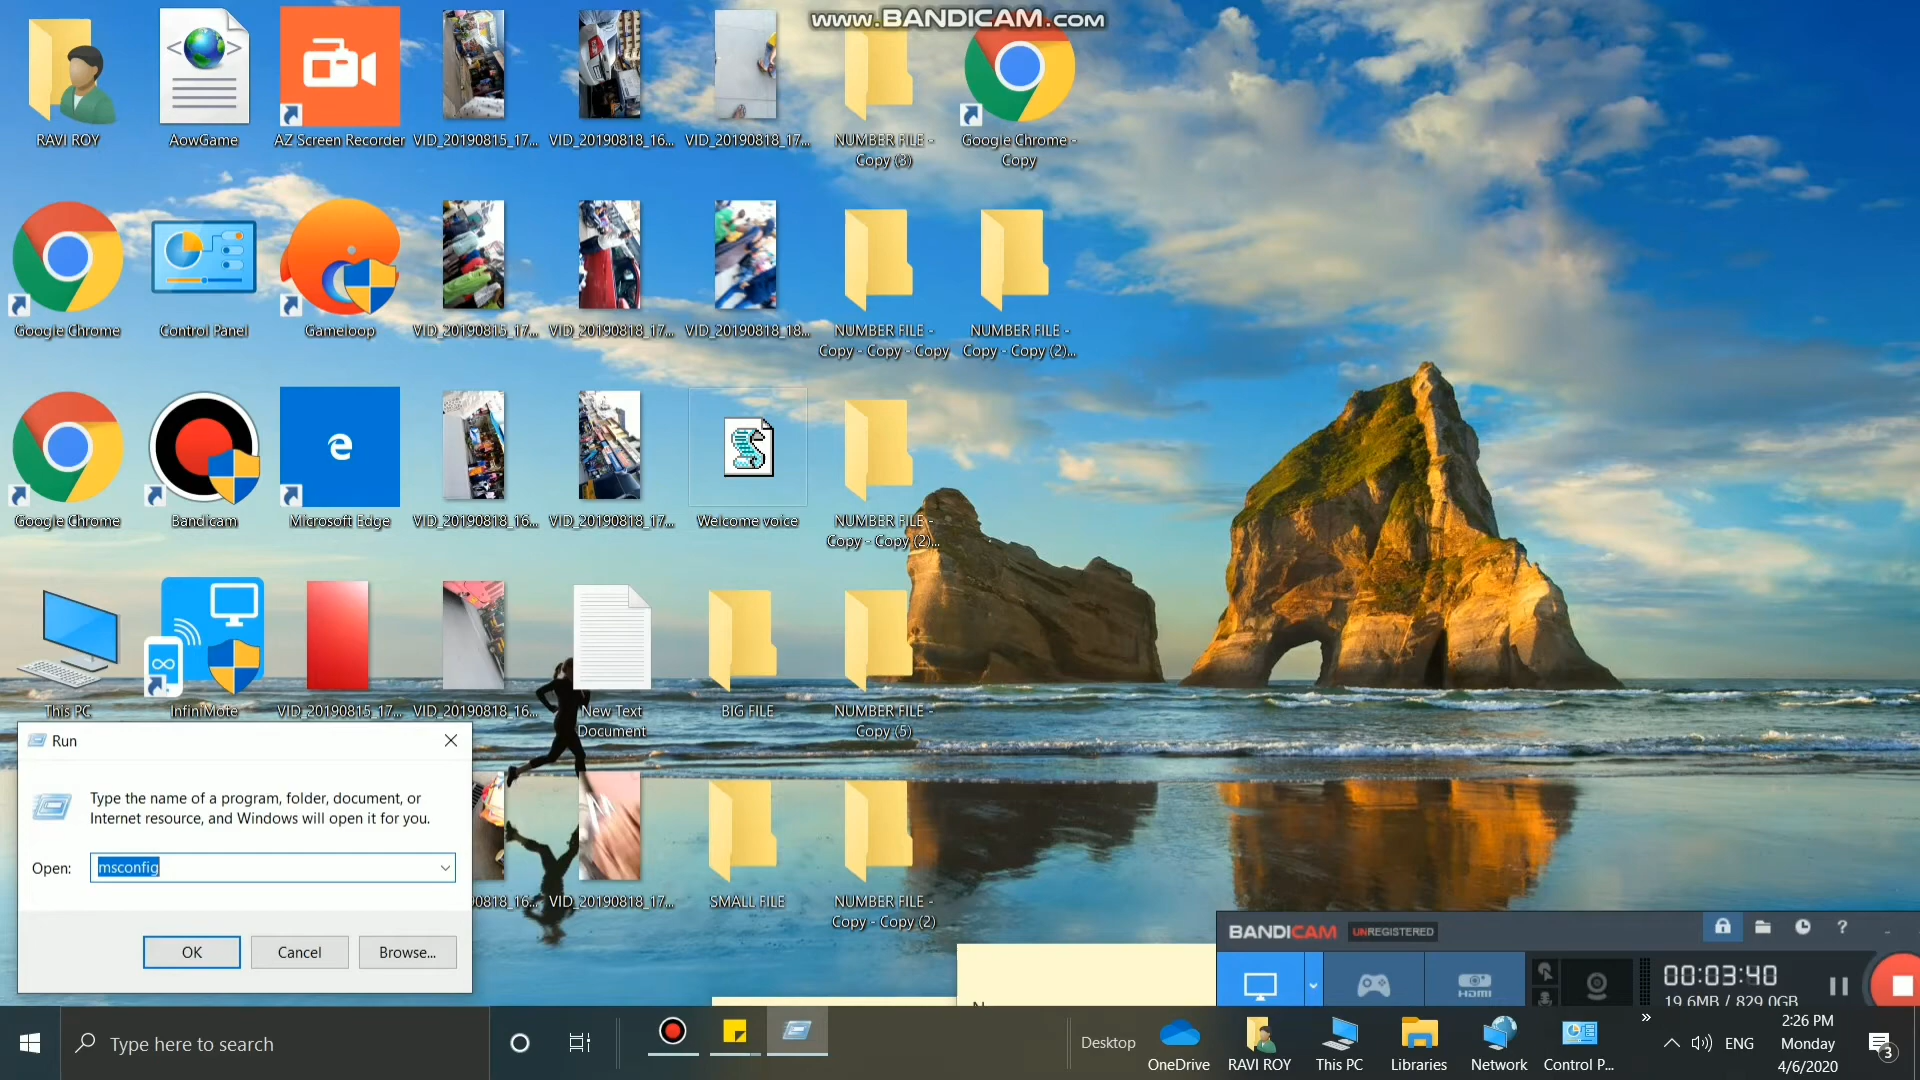 www.BANDICAM.com
RAVI ROY
AowGame
AZ Screen Recorder
VID_20190815_17...
VID_20190818_16...
VID_20190818_17...
NUMBER FILE -
Copy (3)
Google Chrome -
Copy
Google Chrome
Control Panel
Gameloop
VID_20190815_17...
VID_20190818_17...
VID_20190818_18...
NUMBER FILE -
Copy - Copy - Copy
NUMBER FILE -
Copy - Copy (2)...
Google Chrome
Bandicam
Microsoft Edge
VID_20190818_16...
VID_20190818_17...
Welcome voice
NUMBER FILE -
Copy - Copy (2)...
This PC
InfiniMote
VID_20190815_17...
VID_20190818_16...
New Text
Document
BIG FILE
NUMBER FILE -
Copy (5)
Run
Type the name of a program, folder, document, or
Internet resource, and Windows will open it for you.
Open:
msconfig
OK
Cancel
Browse...
0818_16...
VID_20190818_17...
SMALL FILE
NUMBER FILE -
Copy - Copy (2)
BANDICAM
UNREGISTERED
HDMI
00:03:40
19.6MB / 829.0GB
Type here to search
Desktop
OneDrive
RAVI ROY
This PC
Libraries
Network
Control P...
ENG
2:26 PM
Monday
4/6/2020
3